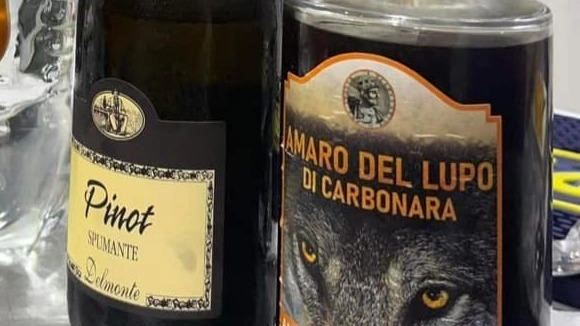 Pinot
SPUMANTE
Delmonte
AMARO DEL LUPO
DI CARBONARA